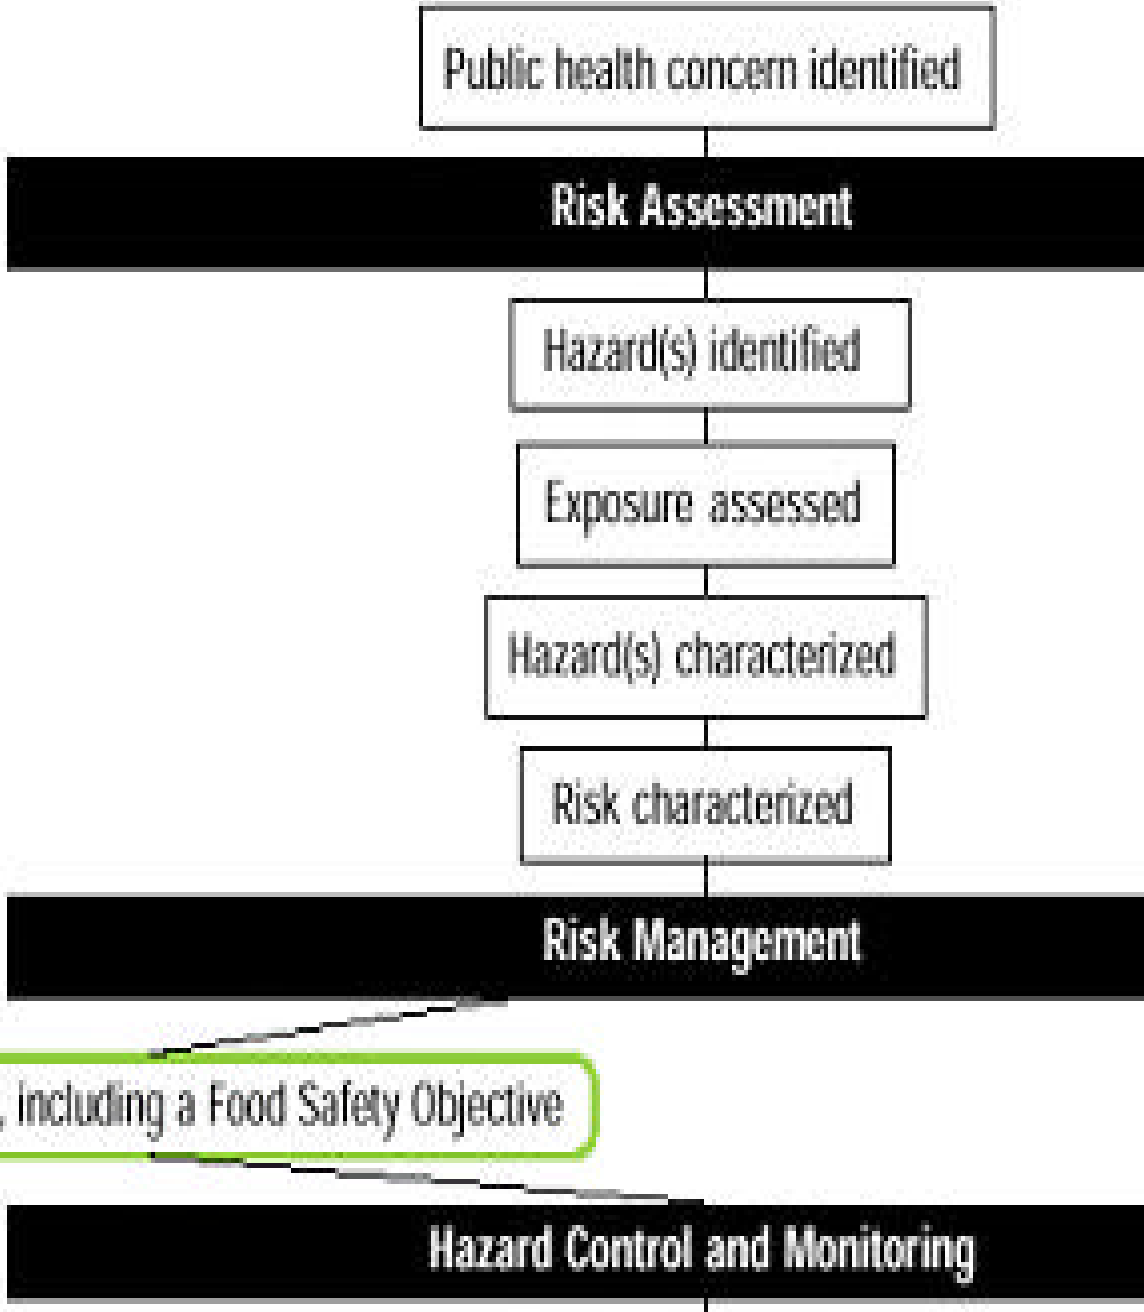 Public health concern identified
Risk Assessment
Hazard(s) identified
Exposure assessed
Hazard(s) characterized
Risk characterized
Risk Management
, including a Food Safety Objective
Hazard Control and Monitoring